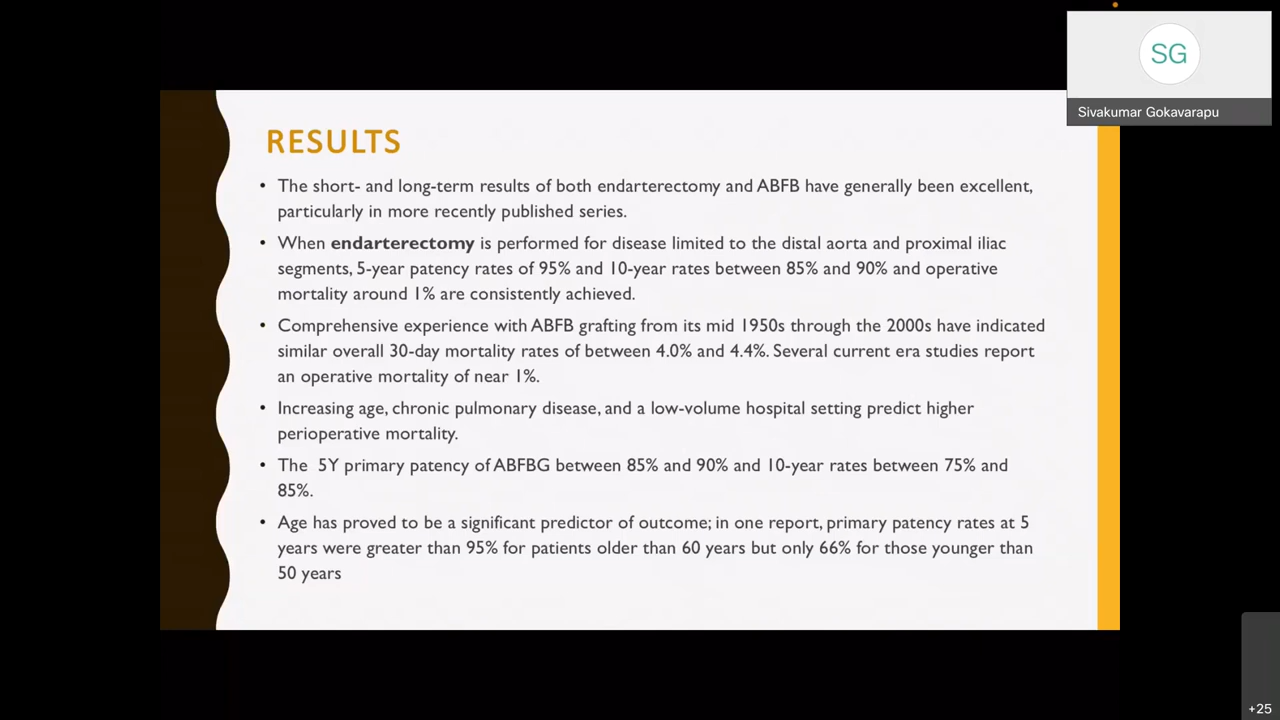 SG
Sivakumar Gokavarapu
RESULTS
• The short- and long-term results of both endarterectomy and ABFB have generally been excellent,
particularly in more recently published series.
• When endarterectomy is performed for disease limited to the distal aorta and proximal iliac
segments, 5-year patency rates of 95% and 10-year rates between 85% and 90% and operative
mortality around 1% are consistently achieved.
• Comprehensive experience with ABFB grafting from its mid 1950s through the 2000s have indicated
similar overall 30-day mortality rates of between 4.0% and 4.4%. Several current era studies report
an operative mortality of near 1%.
• Increasing age, chronic pulmonary disease, and a low-volume hospital setting predict higher
perioperative mortality.
• The 5Y primary patency of ABFBG between 85% and 90% and 10-year rates between 75% and
85%.
• Age has proved to be a significant predictor of outcome; in one report, primary patency rates at 5
years were greater than 95% for patients older than 60 years but only 66% for those younger than
50 years
+25